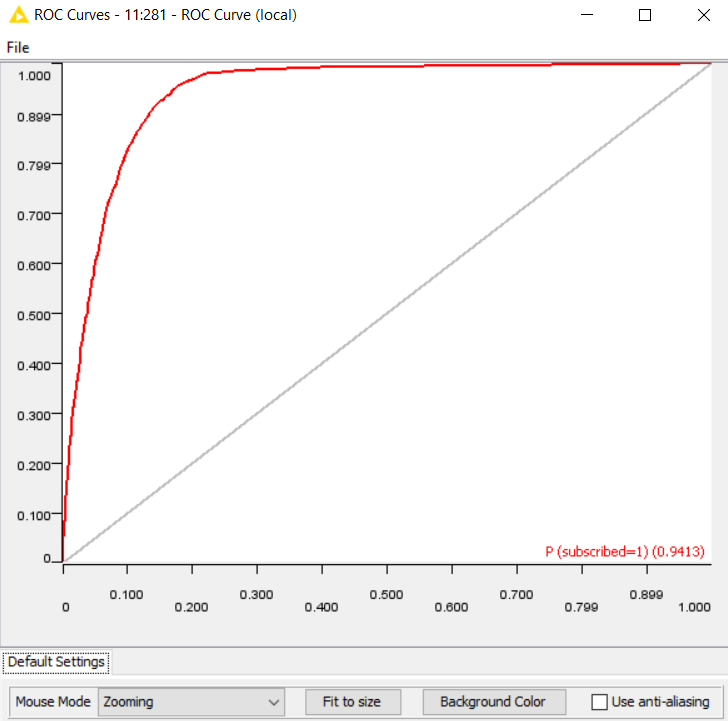 ROC Curves - 11:281 - ROC Curve (local)
File
1.000
0.899
0.799
0.700
0.600
0.500
0.400
0.300
0.200
0.100
0
P (subscribed=1) (0.9413)
0.100 0.300 0.500 0.700 0.899
0 0.200 0.400 0.600 0.799 1.000
Default Settings
Mouse Mode Zooming Fit to size Background Color Use anti-aliasing